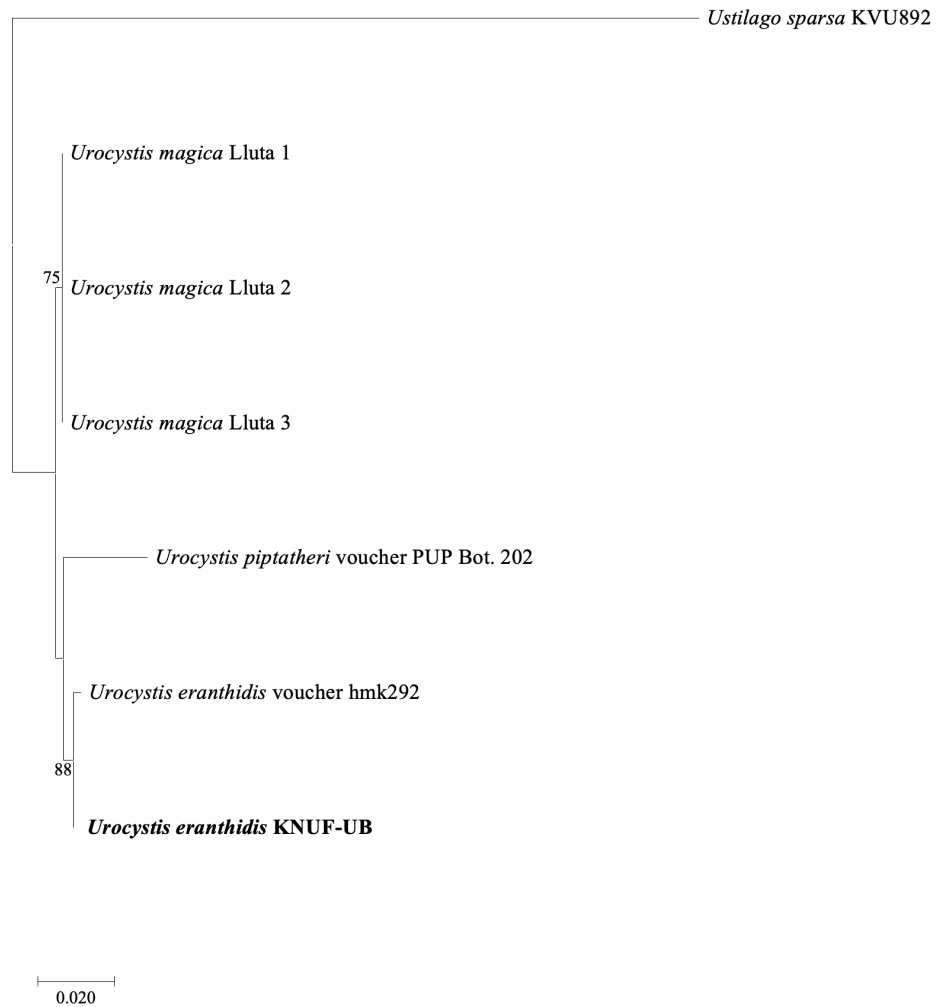 Ustilago sparsa KVU892
Urocystis magica Lluta 1
75
Urocystis magica Lluta 2
Urocystis magica Lluta 3
Urocystis piptatheri voucher PUP Bot. 202
Urocystis eranthidis voucher hmk292
88
Urocystis eranthidis KNUF-UB
0.020